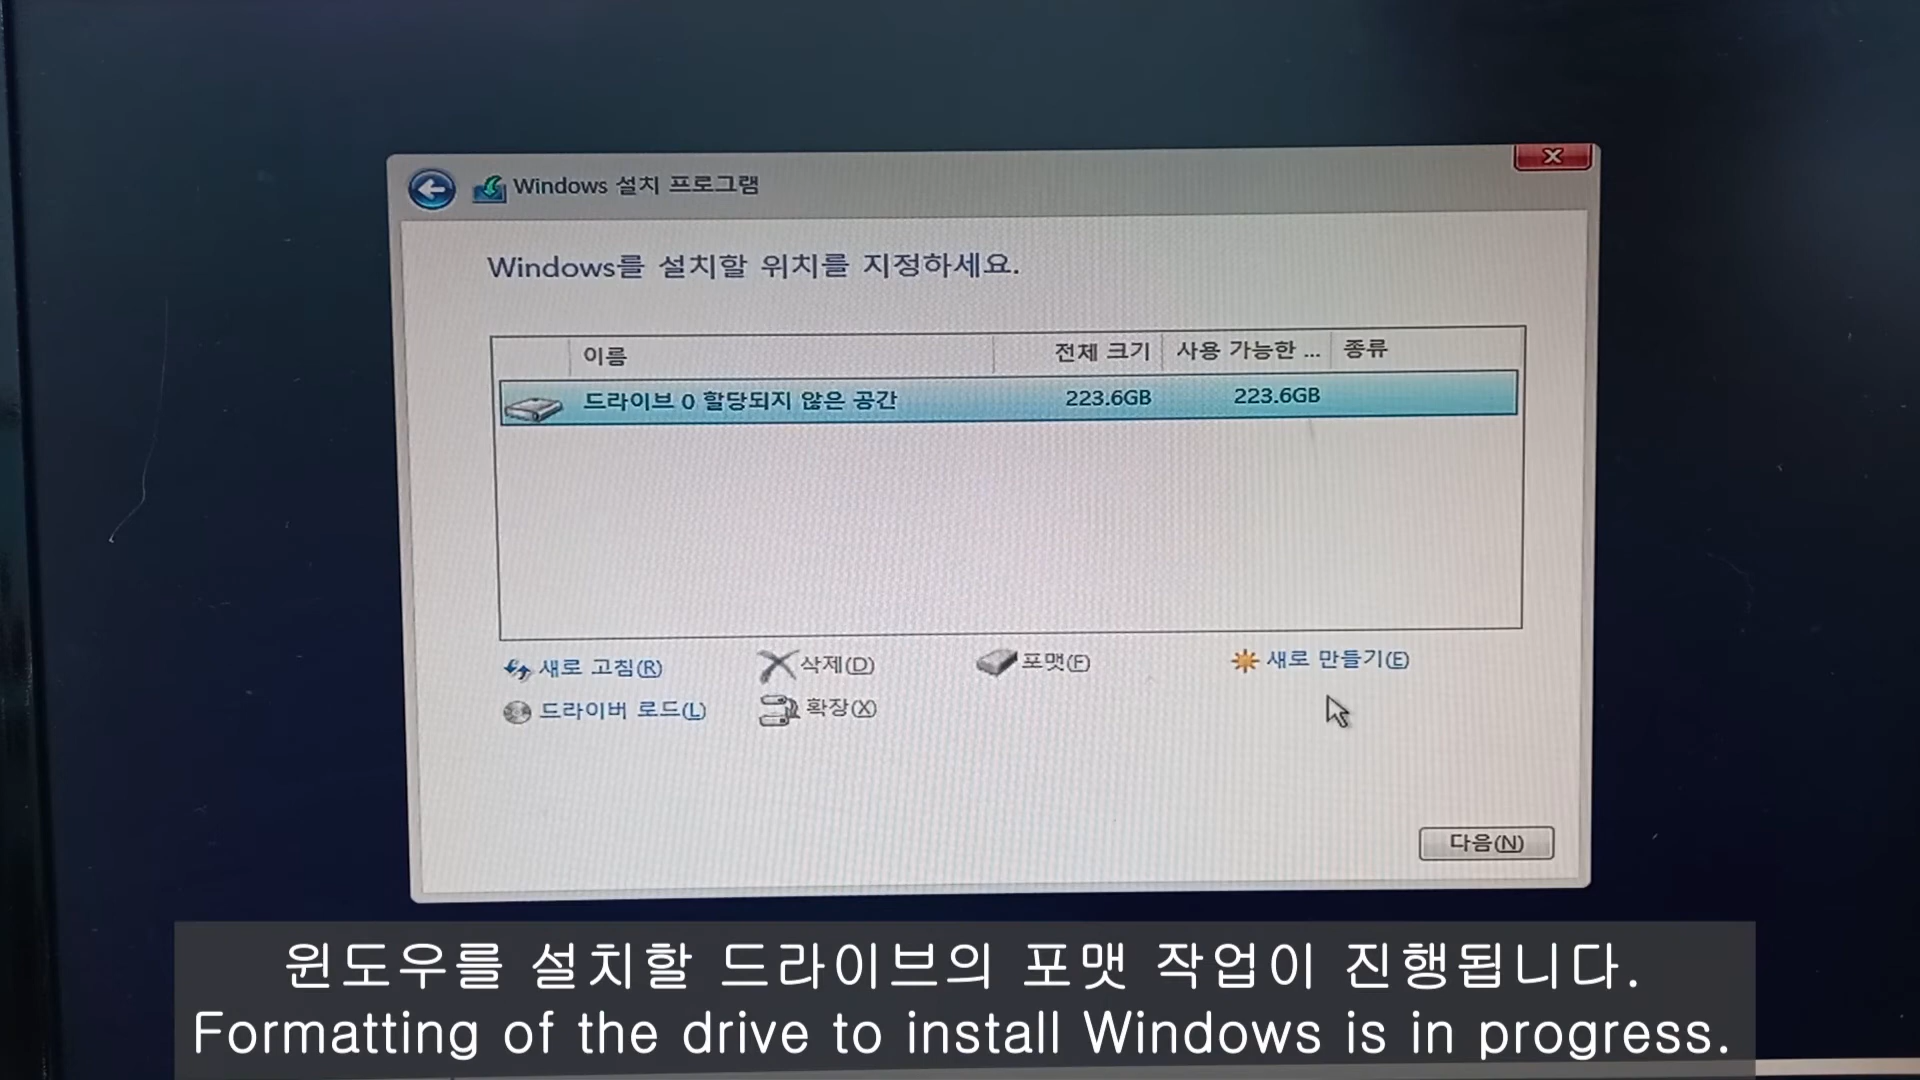 Windows 설치 프로그램
Windows를 설치할 위치를 지정하세요.
이름 전체 크기 사용 가능한 ... 종류
드라이브 0 할당되지 않은 공간 223.6GB 223.6GB
새로 고침(R) 삭제(D) 포맷(F) 새로 만들기(E)
드라이버 로드(L) 확장(X)
다음(N)
윈도우를 설치할 드라이브의 포맷 작업이 진행됩니다.
Formatting of the drive to install Windows is in progress.